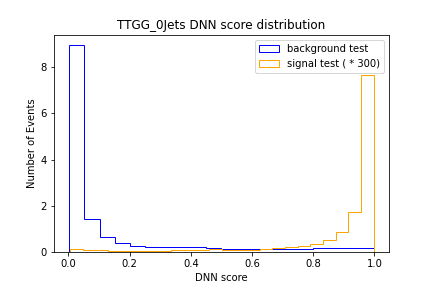 TTGG_0Jets DNN score distribution
background test
signal test ( * 300)
Number of Events
8
6
4
2
0
0.0 0.2 0.4 0.6 0.8 1.0
DNN score